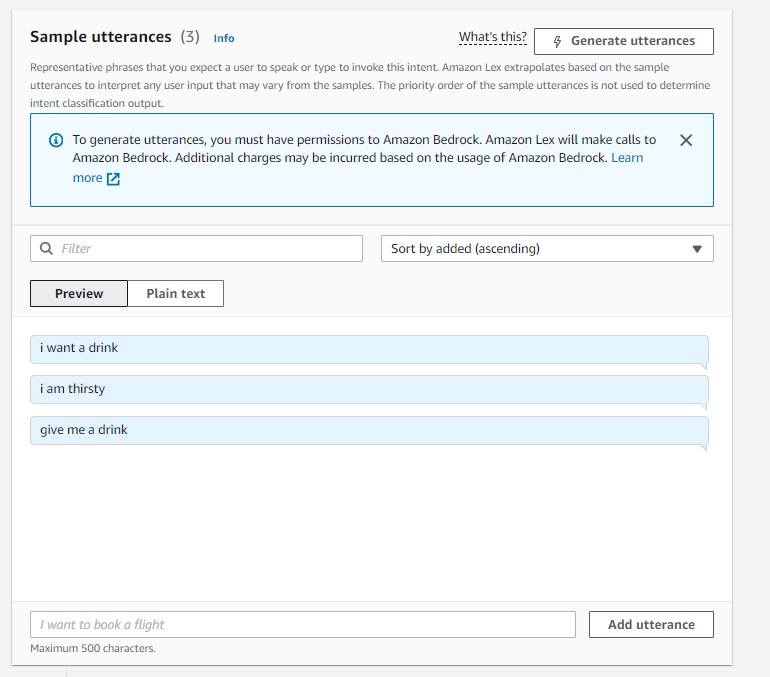 Sample utterances (3) Info What's this? Generate utterances
Representative phrases that you expect a user to speak or type to invoke this intent. Amazon Lex extrapolates based on the sample
utterances to interpret any user input that may vary from the samples. The priority order of the sample utterances is not used to determine
intent classification output.
To generate utterances, you must have permissions to Amazon Bedrock. Amazon Lex will make calls to
Amazon Bedrock. Additional charges may be incurred based on the usage of Amazon Bedrock. Learn
more
Filter Sort by added (ascending)
Preview Plain text
i want a drink
i am thirsty
give me a drink
I want to book a flight Add utterance
Maximum 500 characters.